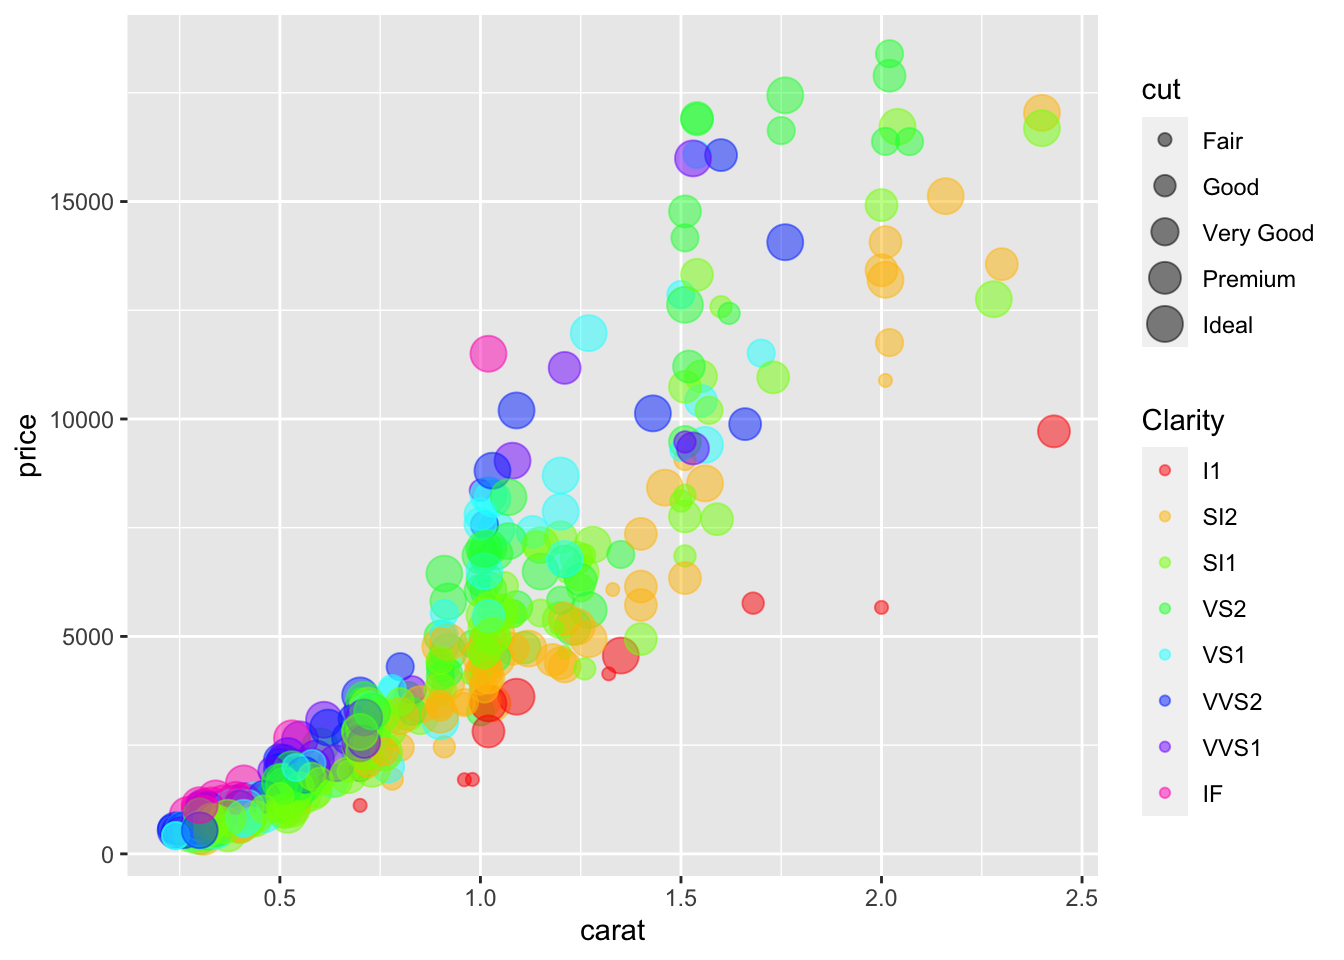 cut
Fair
Good
Very Good
Premium
Ideal
Clarity
I1
SI2
SI1
VS2
VS1
VVS2
VVS1
IF
price
15000
10000
5000
0
0.5 1.0 1.5 2.0 2.5
carat